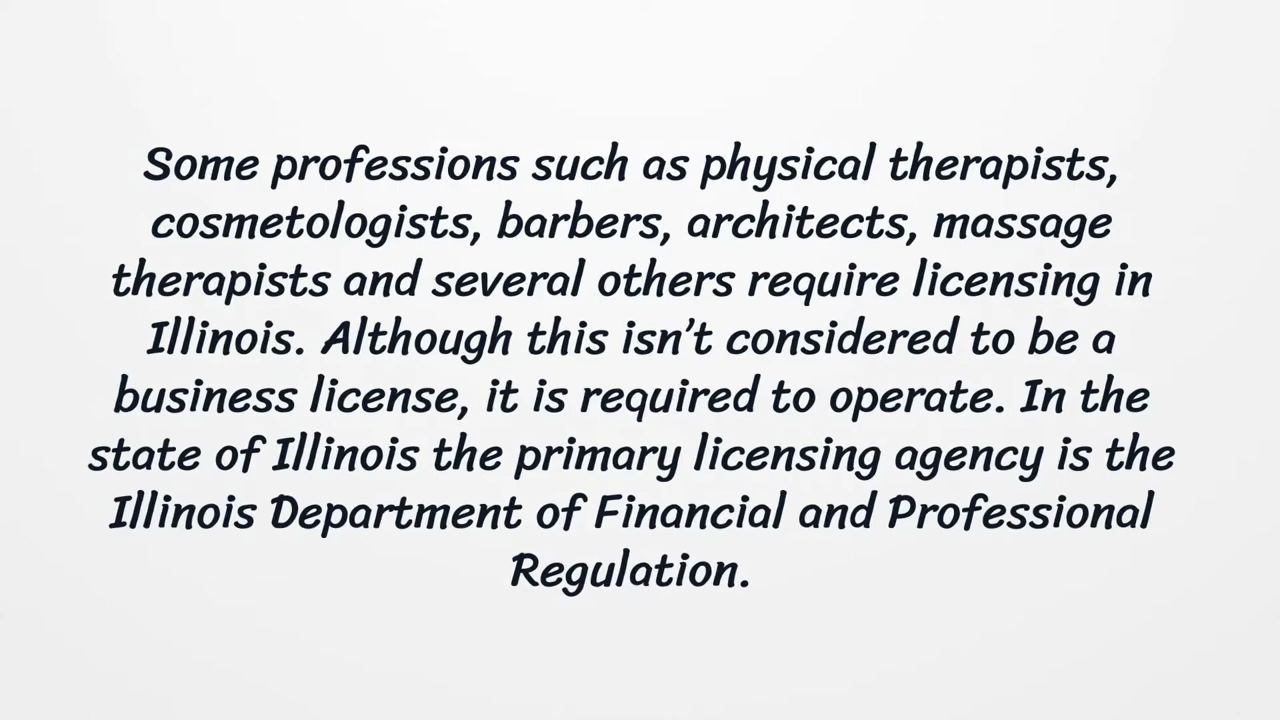 Some professions such as physical therapists,
cosmetologists, barbers, architects, massage
therapists and several others require licensing in
Illinois. Although this isn’t considered to be a
business license, it is required to operate. In the
state of Illinois the primary licensing agency is the
Illinois Department of Financial and Professional
Regulation.